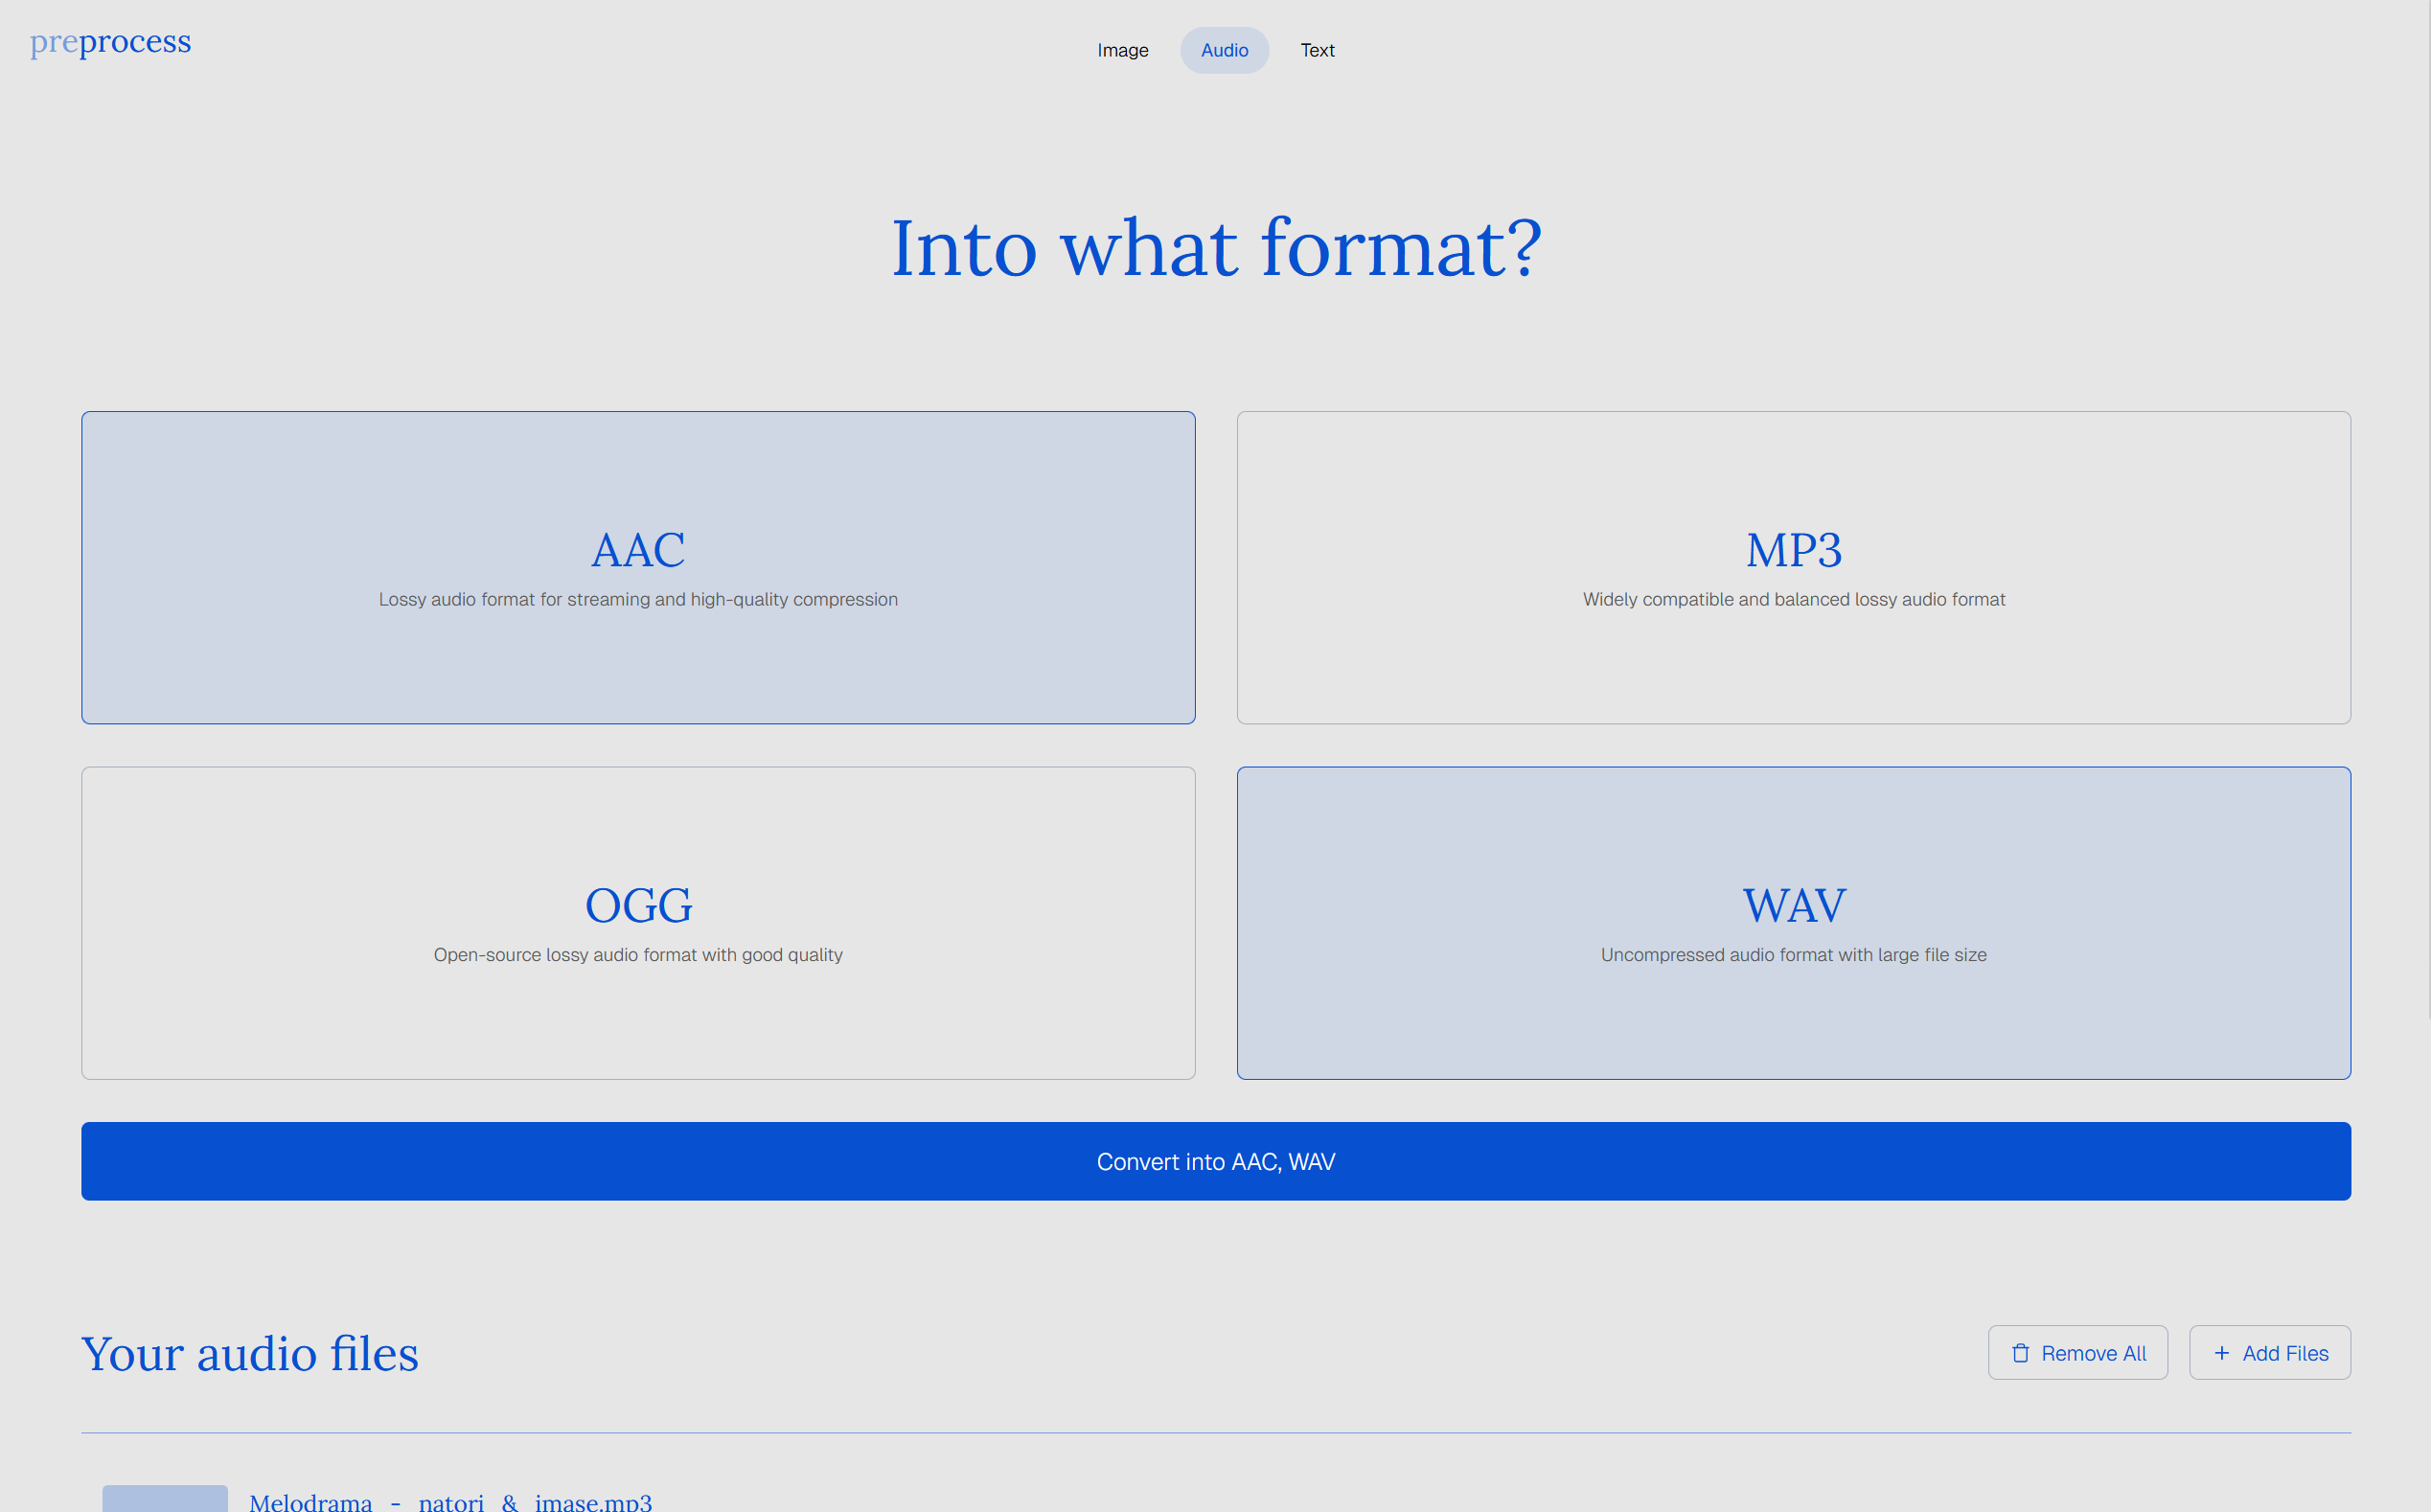 preprocess
Image Audio Text
Into what format?
AAC
Lossy audio format for streaming and high-quality compression
MP3
Widely compatible and balanced lossy audio format
OGG
Open-source lossy audio format with good quality
WAV
Uncompressed audio format with large file size
Convert into AAC, WAV
Your audio files
Remove All
Add Files
Melodrama - natori & imase.mp3